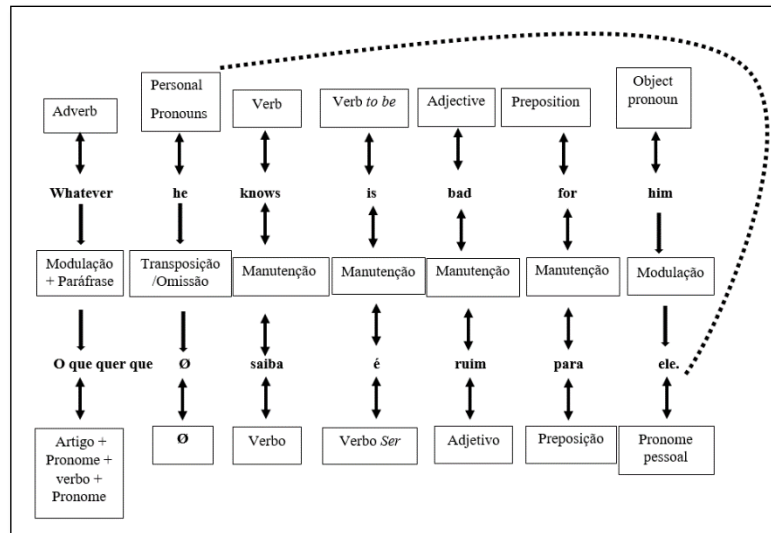 Personal
Pronouns
Adverb
Verb
Verb to be
Adjective
Preposition
Object
pronoun
Whatever he knows is bad for him
Modulação
+ Paráfrase
Transposição
/Omissão
Manutenção
Manutenção
Manutenção
Manutenção
Modulação
O que quer que Ø saiba é ruim para ele.
Artigo +
Pronome +
verbo +
Pronome
Ø
Verbo
Verbo Ser
Adjetivo
Preposição
Pronome
pessoal